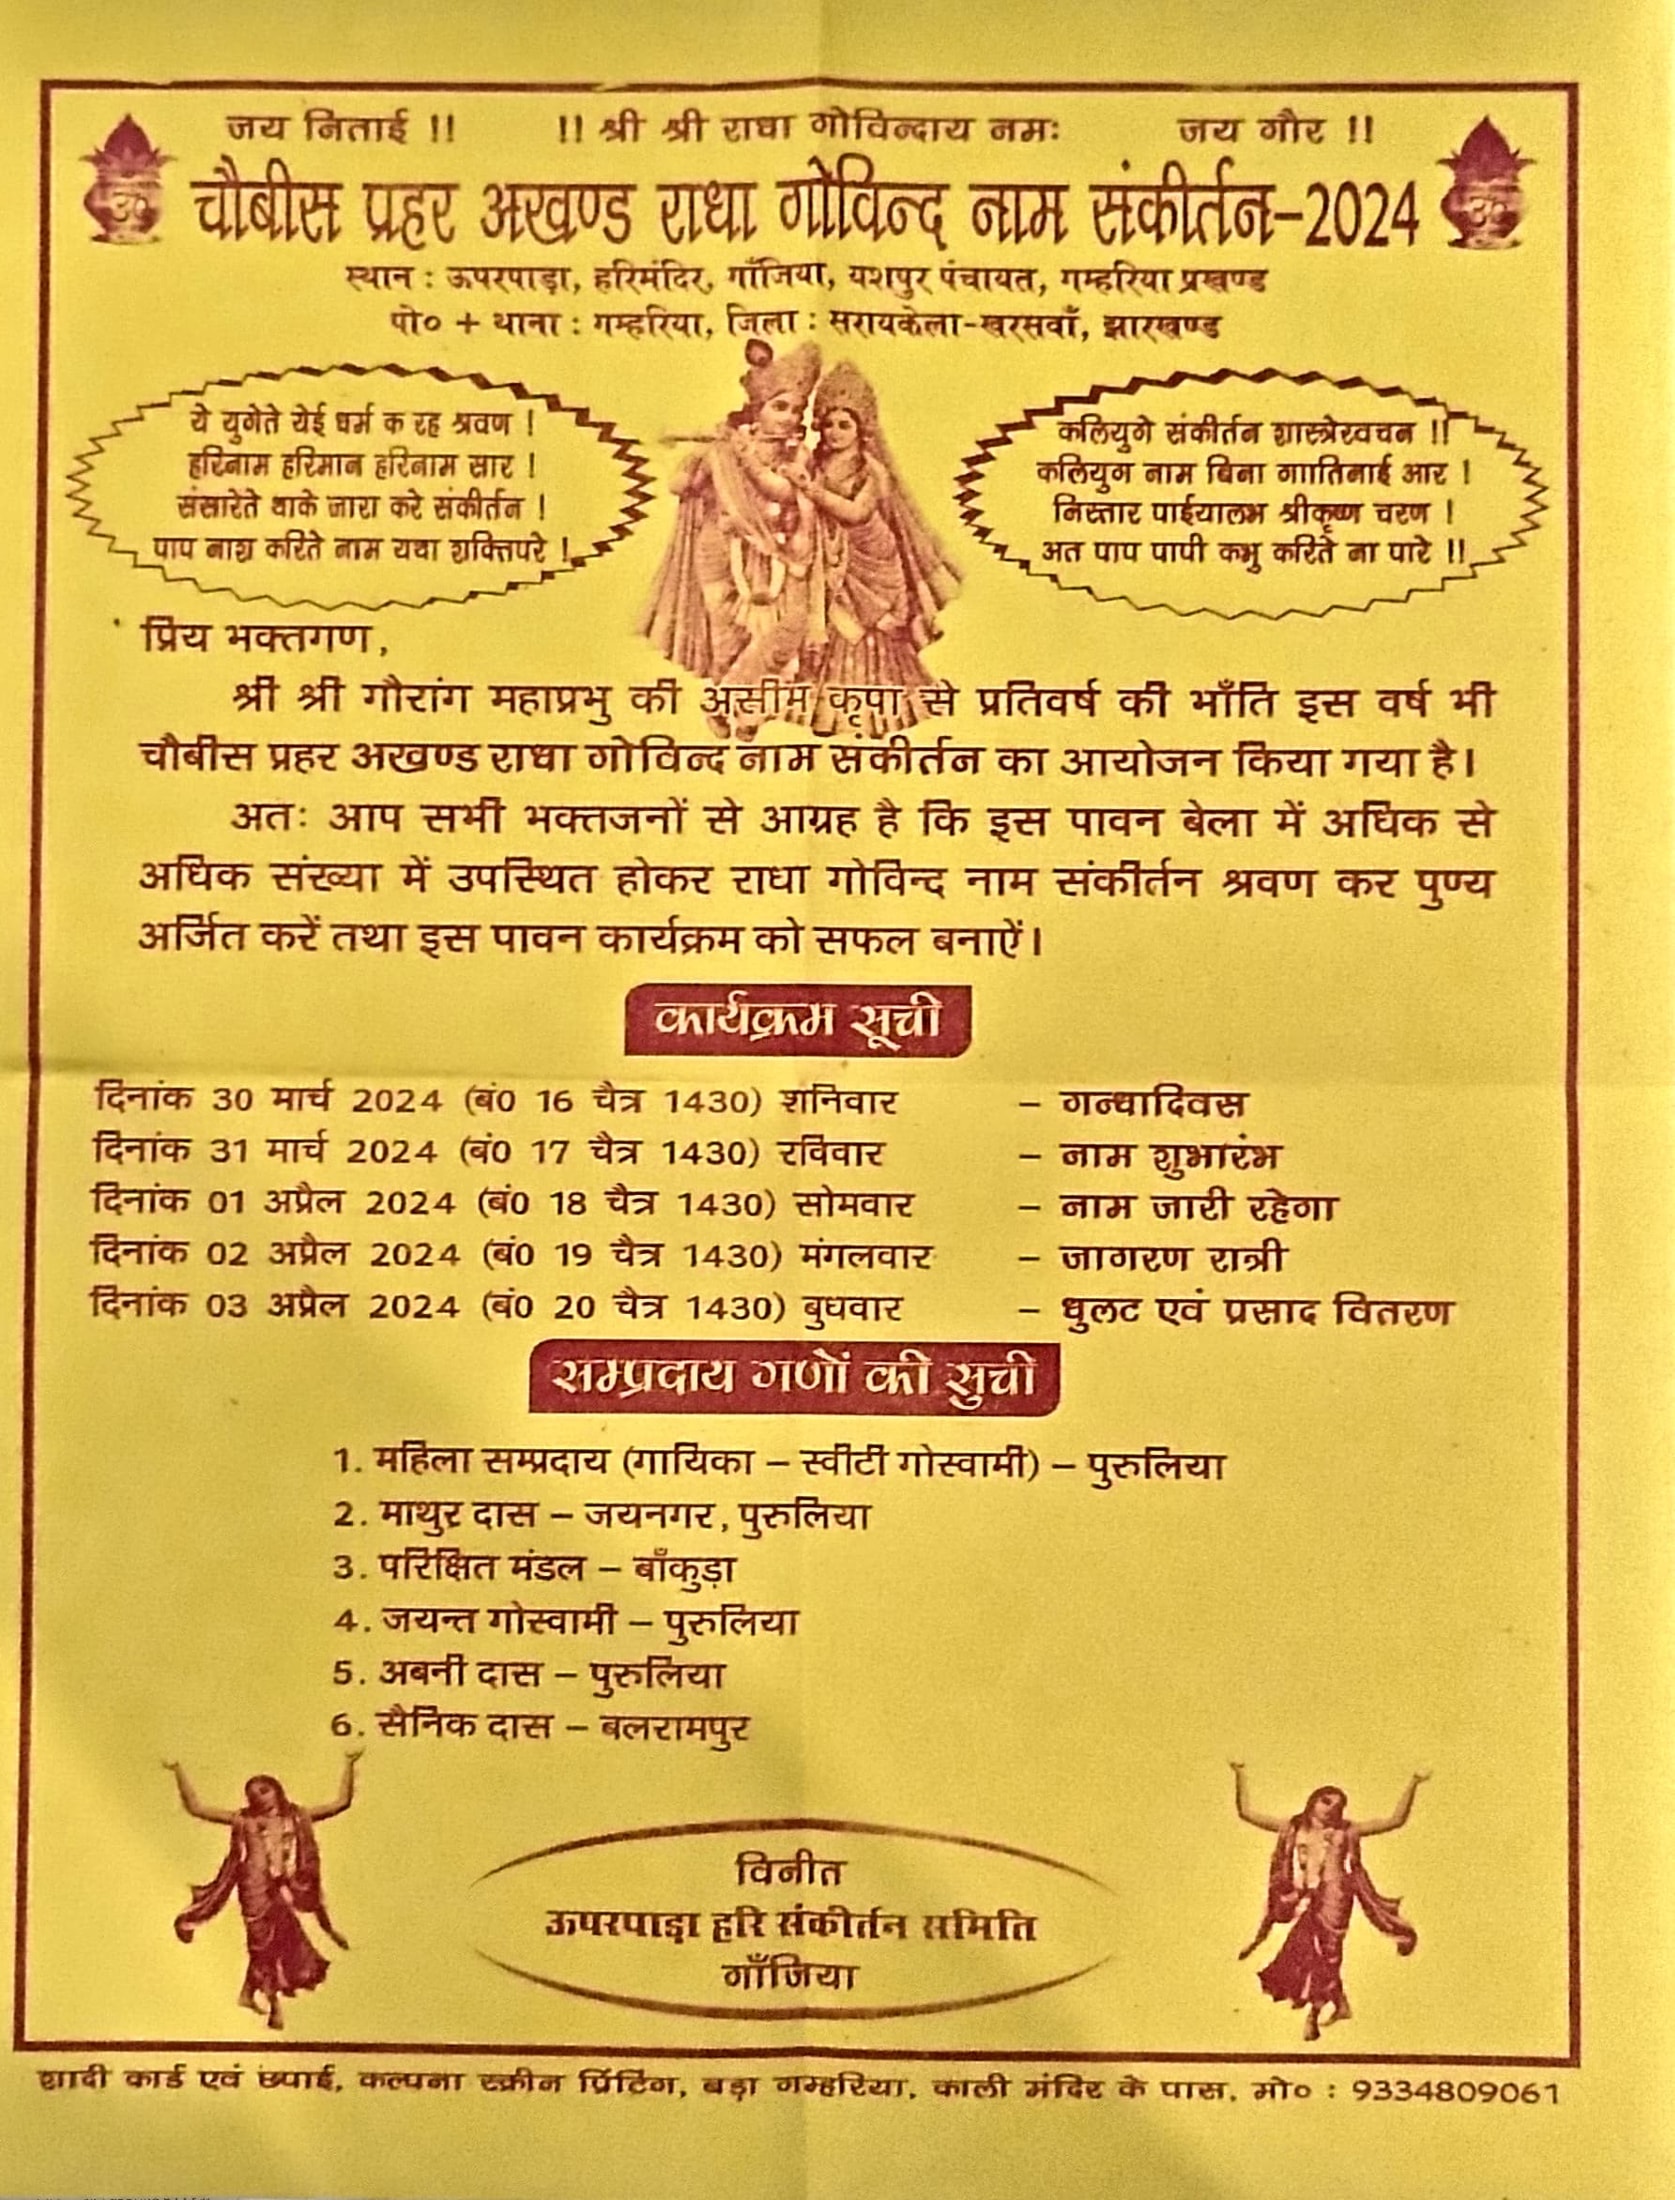 जय निताई !! !! श्री श्री राधा गोविन्दाय नमः जय गौर !!
चौबीस प्रहर अखण्ड राधा गोविन्द नाम संकीर्तन-2024
स्थान : ऊपरपाड़ा, हरिमंदिर, गाँजिया, यशपुर पंचायत, गम्हरिया प्रखण्ड
पो० + थाना : गम्हरिया, जिला : सरायकेला-खरसवाँ, झारखण्ड
ये युगेते येई धर्म क रह श्रवण !
हरिनाम हरिमान हरिनाम सार !
संसारेते थाके जारा करे संकीर्तन !
पाप नाश करिते नाम यथा शक्तिपरे !
कलियुगे संकीर्तन शास्त्रेरवचन !!
कलियुग नाम बिना गाातिनाई आर !
निस्तार पाईयालभ श्रीकृष्ण चरण !
अत पाप पापी कभु करिते ना पारे !!
प्रिय भक्तगण,
श्री श्री गौरांग महाप्रभु की असीम कृपा से प्रतिवर्ष की भाँति इस वर्ष भी
चौबीस प्रहर अखण्ड राधा गोविन्द नाम संकीर्तन का आयोजन किया गया है।
अतः आप सभी भक्तजनों से आग्रह है कि इस पावन बेला में अधिक से
अधिक संख्या में उपस्थित होकर राधा गोविन्द नाम संकीर्तन श्रवण कर पुण्य
अर्जित करें तथा इस पावन कार्यक्रम को सफल बनाऐं।
कार्यक्रम सूची
दिनांक 30 मार्च 2024 (बं0 16 चैत्र 1430) शनिवार – गन्धादिवस
दिनांक 31 मार्च 2024 (बं0 17 चैत्र 1430) रविवार – नाम शुभारंभ
दिनांक 01 अप्रैल 2024 (बं0 18 चैत्र 1430) सोमवार – नाम जारी रहेगा
दिनांक 02 अप्रैल 2024 (बं0 19 चैत्र 1430) मंगलवार – जागरण रात्री
दिनांक 03 अप्रैल 2024 (बं0 20 चैत्र 1430) बुधवार – धुलट एवं प्रसाद वितरण
सम्प्रदाय गणों की सुची
1. महिला सम्प्रदाय (गायिका – स्वीटी गोस्वामी) – पुरुलिया
2. माथुर दास – जयनगर, पुरुलिया
3. परिक्षित मंडल – बाँकुड़ा
4. जयन्त गोस्वामी – पुरुलिया
5. अबनी दास – पुरुलिया
6. सैनिक दास – बलरामपुर
विनीत
ऊपरपाड़ा हरि संकीर्तन समिति
गाँजिया
शादी कार्ड एवं छपाई, कल्पना स्क्रीन प्रिंटिंग, बड़ा गम्हरिया, काली मंदिर के पास, मो० : 9334809061